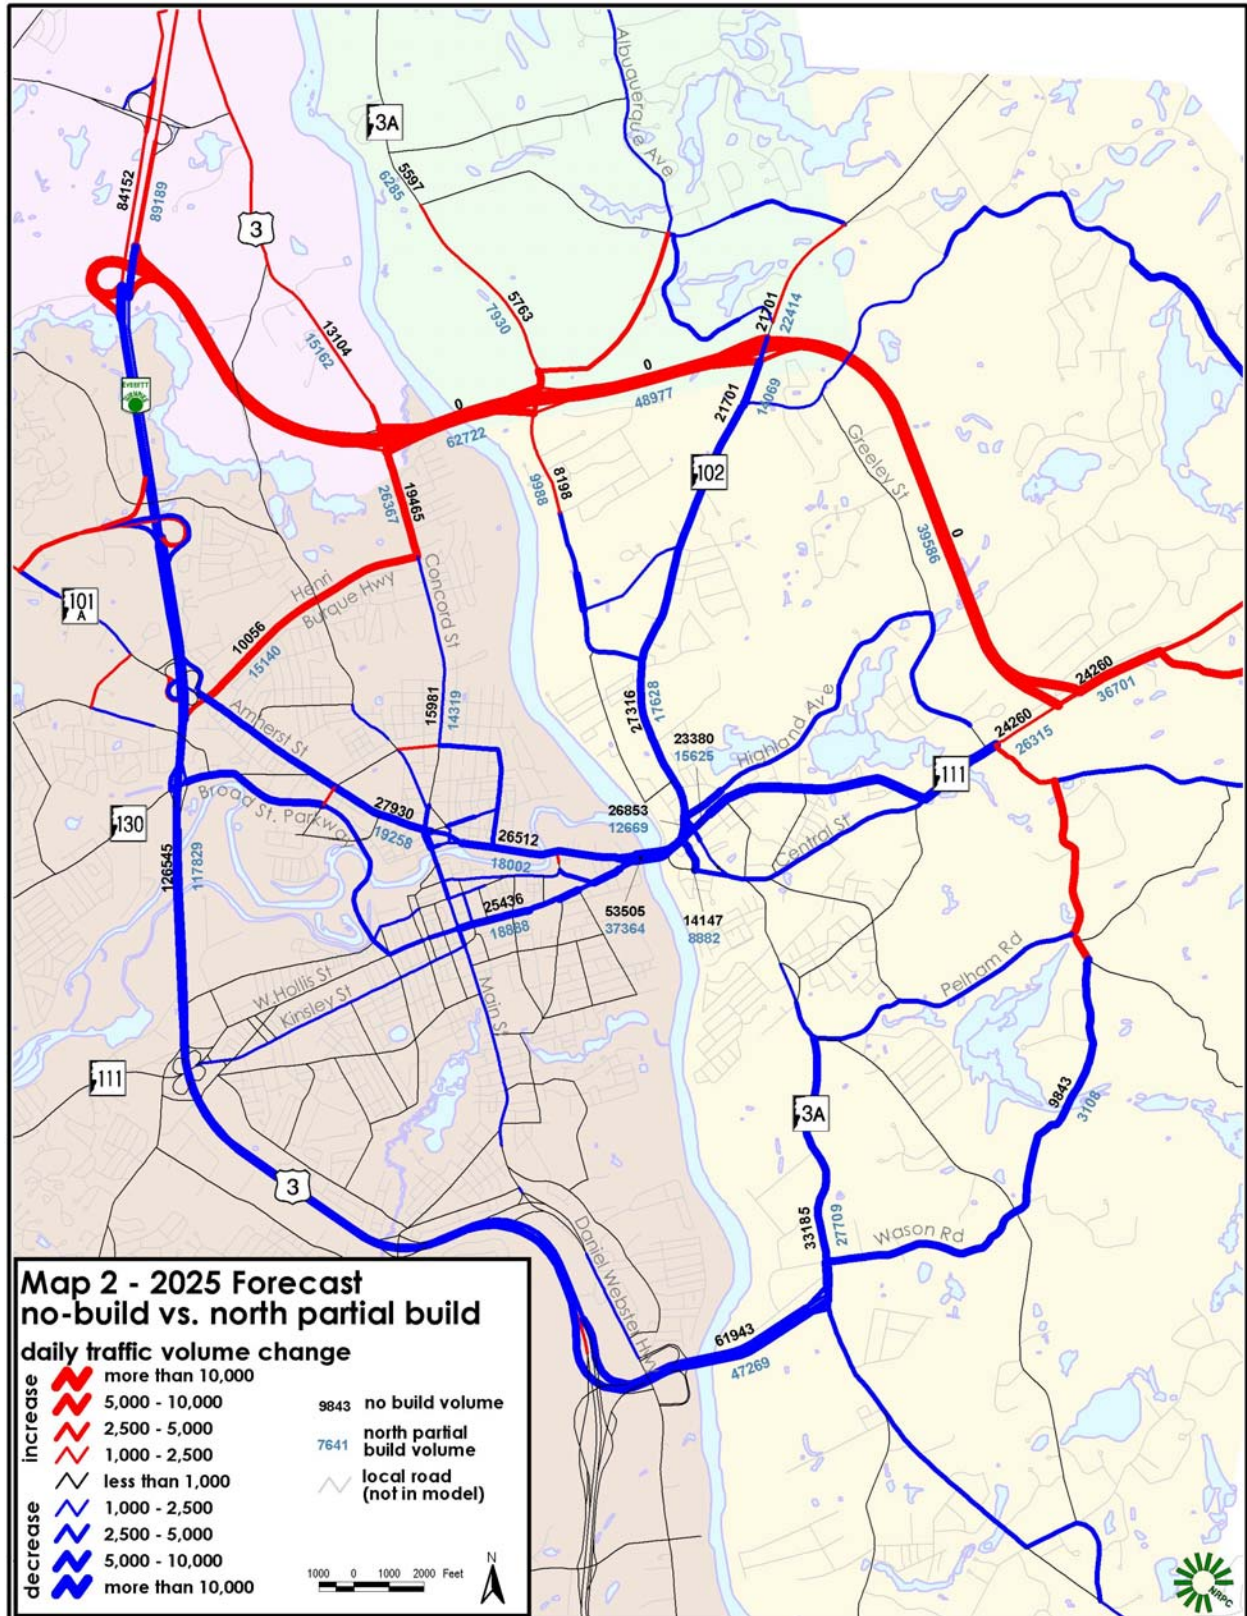 Albuquerque Ave
3A
5597
6285
84152
89189
3
13104
15162
5763
7930
21701
22414
0
48977
0
62722
21701
14069
EVERETT
TURNPIKE
102
Greeley St
8198
9988
19465
26367
0
39586
Henri
Burque Hwy
Concord St
101
A
10056
15140
24260
36701
15981
14319
27316
17628
Highland Ave
24260
26315
Amherst St
23380
15625
111
Broad St. Parkway
130
27930
19258
26512
18002
26853
12669
Central St
126545
117829
25436
18888
53505
37364
14147
8882
Pelham Rd
W.Hollis St
Kinsley St
Main St
111
3A
9843
3108
3
33185
27709
Wason Rd
Daniel Webster Hwy
61943
47269
Map 2 - 2025 Forecast
no-build vs. north partial build
daily traffic volume change
increase
more than 10,000
5,000 - 10,000
2,500 - 5,000
1,000 - 2,500
less than 1,000
decrease
1,000 - 2,500
2,500 - 5,000
5,000 - 10,000
more than 10,000
9843 no build volume
7641 north partial
build volume
local road
(not in model)
1000 0 1000 2000 Feet
N
NRPC